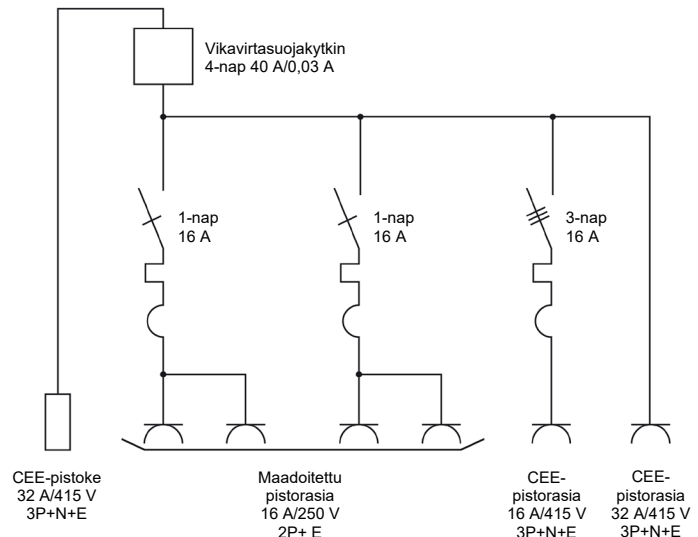 Vikavirtasuojakytkin
4-nap 40 A/0,03 A
1-nap
16 A
1-nap
16 A
3-nap
16 A
CEE-pistoke
32 A/415 V
3P+N+E
Maadoitettu
pistorasia
16 A/250 V
2P+ E
CEE-
pistorasia
16 A/415 V
3P+N+E
CEE-
pistorasia
32 A/415 V
3P+N+E